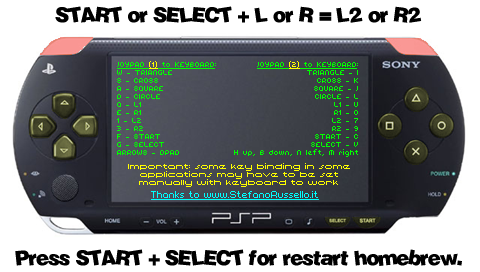 START or SELECT + L or R = L2 or R2
SONY
JOYPAD (1) to KEYBOARD: JOYPAD (2) to KEYBOARD:
W - TRIANGLE TRIANGLE - I
S - CROSS CROSS - K
A - SQUARE SQUARE - J
D - CIRCLE CIRCLE - L
Q - L1 L1 - U
E - R1 R1 - O
1 - L2 L2 - 7
3 - R2 R2 - 9
F - START START - C
G - SELECT SELECT - V
ARROWS - DPAD H up, B down, N left, M right
Important: some key binding in some
applications may have to be set
manually with keyboard to work
Thanks to www.StefanoRussello.it
POWER
HOLD
HOME - VOL + PSP SELECT START
Press START + SELECT for restart homebrew.